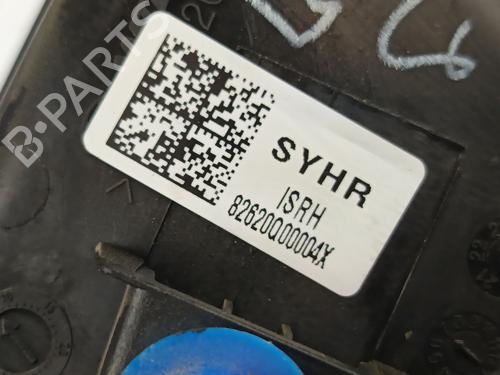 B-PARTS
SYHR
ISRH
82620Q00004X